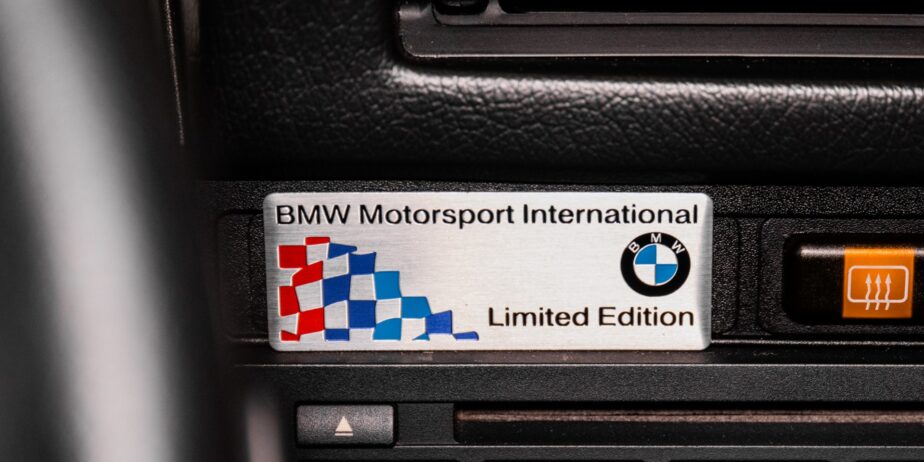 BMW Motorsport International
BMW
Limited Edition